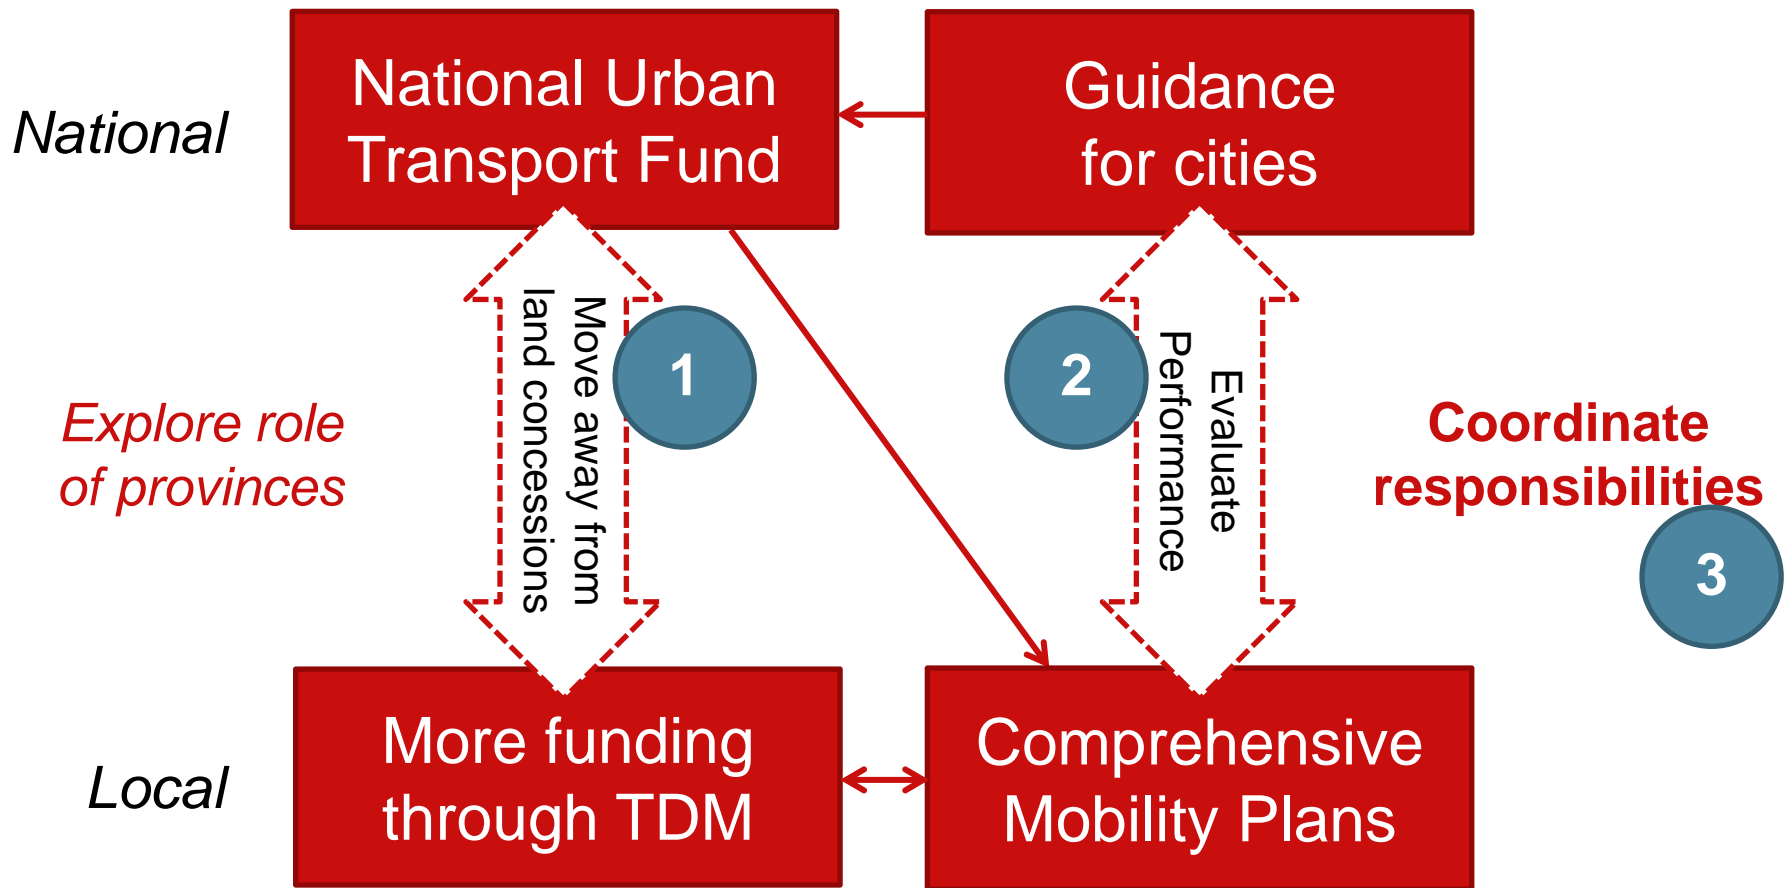 National
National Urban
Transport Fund
Guidance
for cities
Explore role
of provinces
Move away from
land concessions
1
2
Evaluate
Performance
Coordinate
responsibilities
3
Local
More funding
through TDM
Comprehensive
Mobility Plans